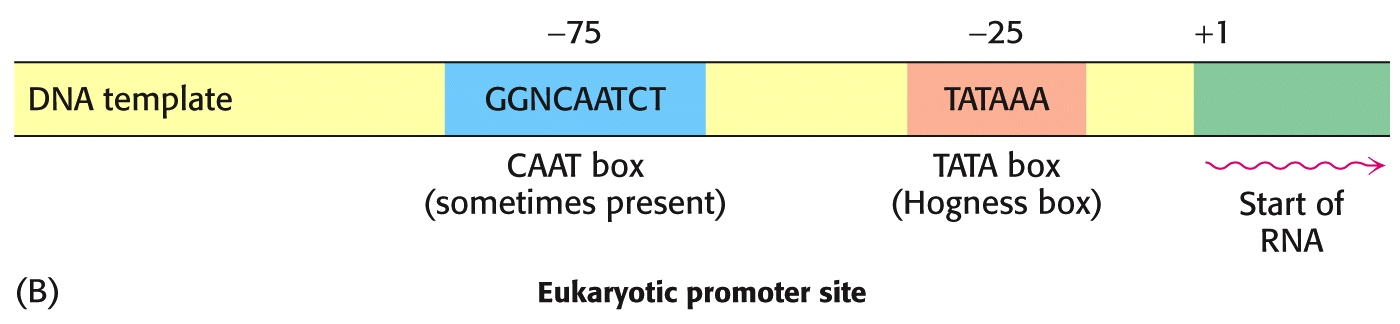 −75 −25 +1
DNA template GGNCAATCT TATAAA
CAAT box
(sometimes present)
TATA box
(Hogness box)
Start of
RNA
(B) Eukaryotic promoter site